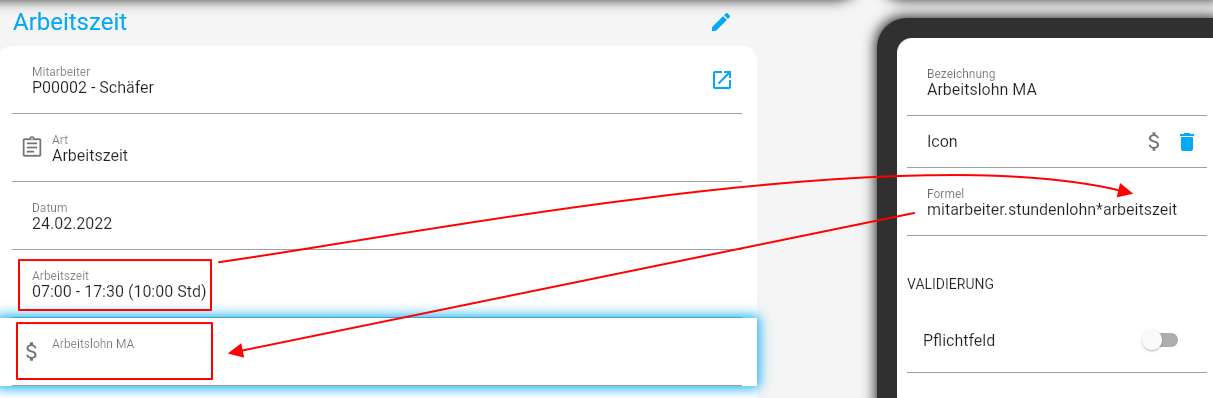 Arbeitszeit
Mitarbeiter
P00002 - Schäfer
Art
Arbeitszeit
Datum
24.02.2022
Arbeitszeit
07:00 - 17:30 (10:00 Std)
Arbeitslohn MA
Bezeichnung
Arbeitslohn MA
Icon
Formel
mitarbeiter.stundenlohn*arbeitszeit
VALIDIERUNG
Pflichtfeld